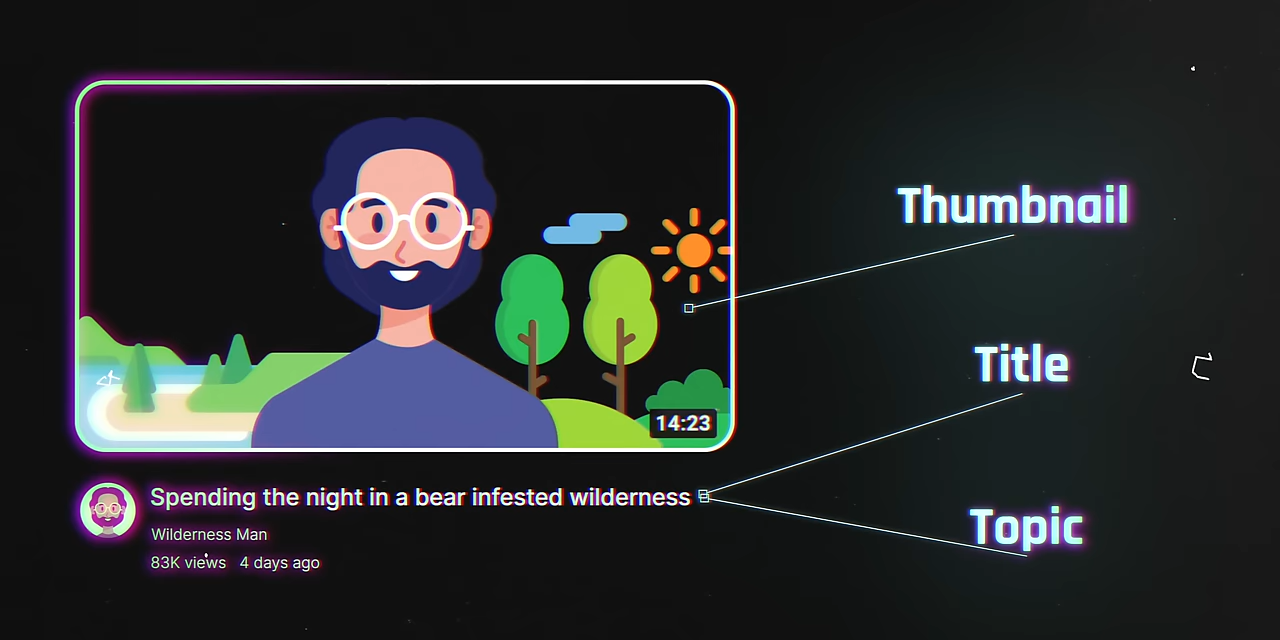 Thumbnail
Title
Topic
14:23
Spending the night in a bear infested wilderness
Wilderness Man
83K views 4 days ago